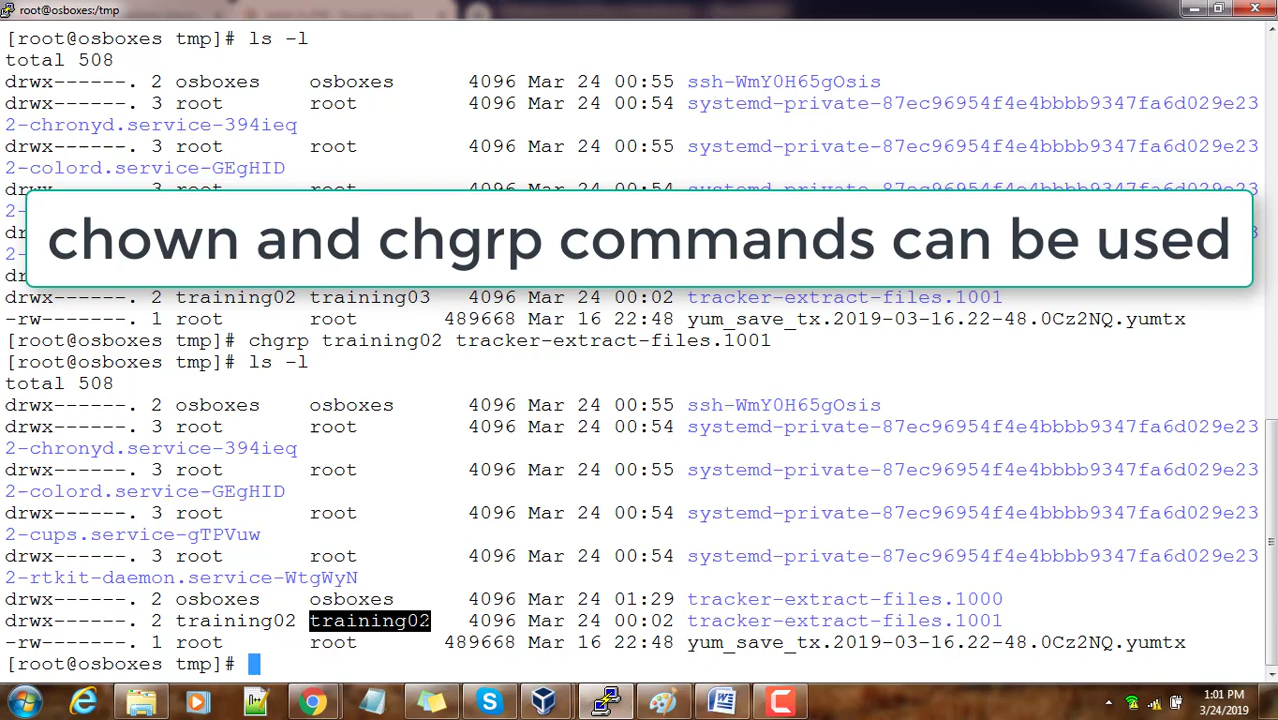 root@osboxes:/tmp
[root@osboxes tmp]# ls -l
total 508
drwx------. 2 osboxes    osboxes      4096 Mar 24 00:55 ssh-WmY0H65gOsis
drwx------. 3 root       root         4096 Mar 24 00:54 systemd-private-87ec96954f4e4bbbb9347fa6d029e23
2-chronyd.service-394ieq
drwx------. 3 root       root         4096 Mar 24 00:55 systemd-private-87ec96954f4e4bbbb9347fa6d029e23
2-colord.service-GEgHID
drwx------. 3 root       root         4096 Mar 24 00:54 systemd-private-87ec96954f4e4bbbb9347fa6d029e23
chown and chgrp commands can be used
drwx------. 2 training02 training03   4096 Mar 24 00:02 tracker-extract-files.1001
-rw------. 1 root       root       489668 Mar 16 22:48 yum_save_tx.2019-03-16.22-48.0Cz2NQ.yumtx
[root@osboxes tmp]# chgrp training02 tracker-extract-files.1001
[root@osboxes tmp]# ls -l
total 508
drwx------. 2 osboxes    osboxes      4096 Mar 24 00:55 ssh-WmY0H65gOsis
drwx------. 3 root       root         4096 Mar 24 00:54 systemd-private-87ec96954f4e4bbbb9347fa6d029e23
2-chronyd.service-394ieq
drwx------. 3 root       root         4096 Mar 24 00:55 systemd-private-87ec96954f4e4bbbb9347fa6d029e23
2-colord.service-GEgHID
drwx------. 3 root       root         4096 Mar 24 00:54 systemd-private-87ec96954f4e4bbbb9347fa6d029e23
2-cups.service-gTPVuw
drwx------. 3 root       root         4096 Mar 24 00:54 systemd-private-87ec96954f4e4bbbb9347fa6d029e23
2-rtkit-daemon.service-WtgWyN
drwx------. 2 osboxes    osboxes      4096 Mar 24 01:29 tracker-extract-files.1000
drwx------. 2 training02 training02   4096 Mar 24 00:02 tracker-extract-files.1001
-rw------. 1 root       root       489668 Mar 16 22:48 yum_save_tx.2019-03-16.22-48.0Cz2NQ.yumtx
[root@osboxes tmp]#
1:01 PM
3/24/2019